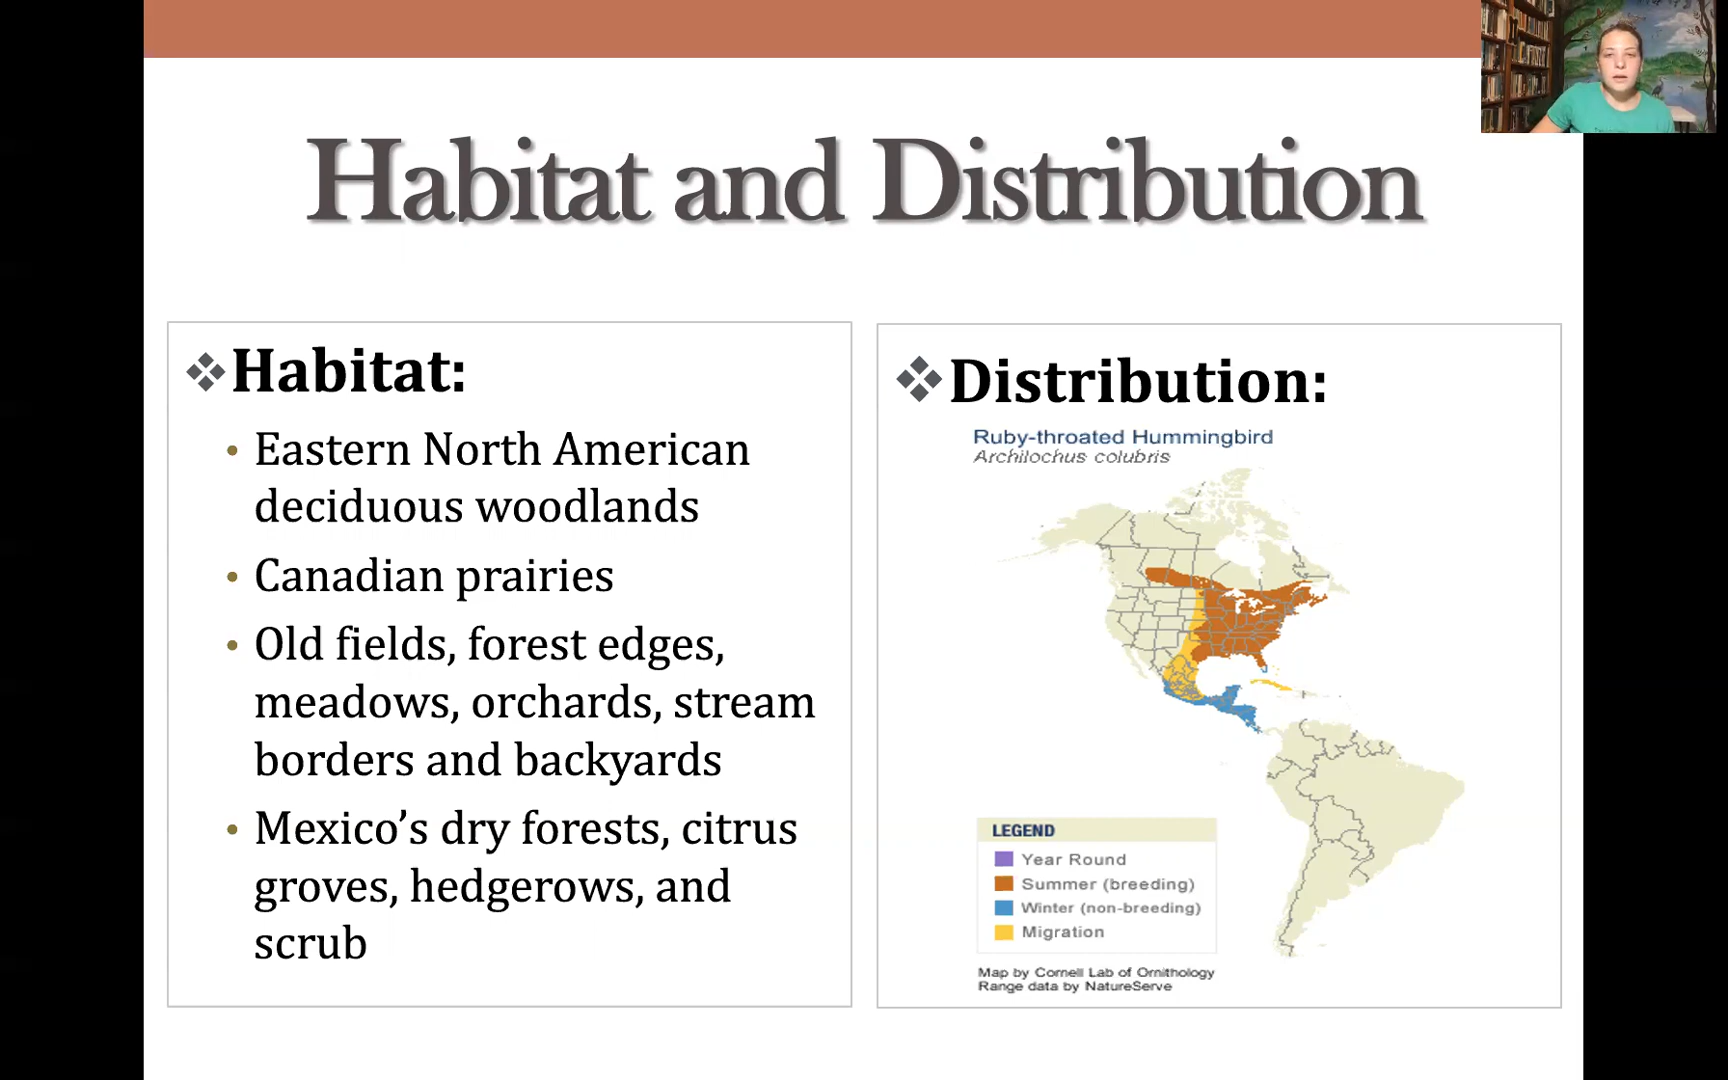 Habitat and Distribution
Habitat:
Eastern North American
deciduous woodlands
Canadian prairies
Old fields, forest edges,
meadows, orchards, stream
borders and backyards
Mexico’s dry forests, citrus
groves, hedgerows, and
scrub
Distribution:
Ruby-throated Hummingbird
Archilochus colubris
LEGEND
Year Round
Summer (breeding)
Winter (non-breeding)
Migration
Map by Cornell Lab of Ornithology
Range data by NatureServe